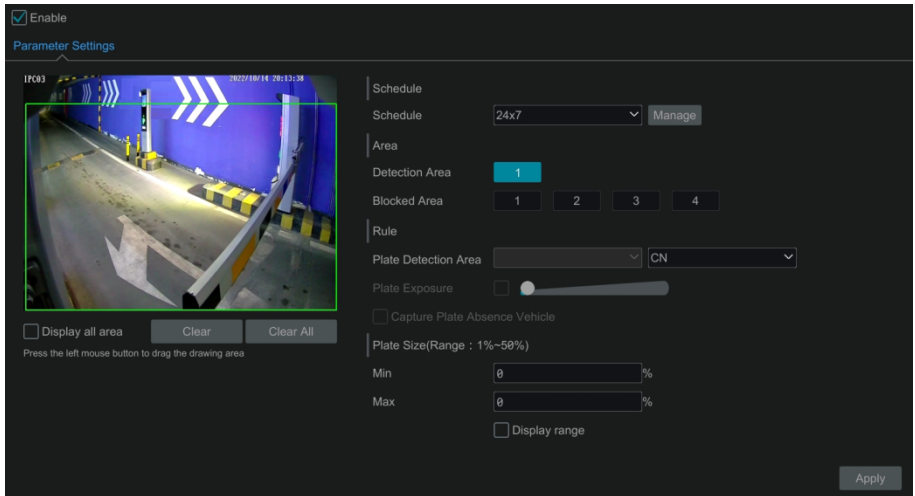 Enable
Parameter Settings
IPC03 2022/10/14 20:13:38
Schedule
Schedule 24x7 Manage
Area
Detection Area 1
Blocked Area 1 2 3 4
Rule
Plate Detection Area CN
Plate Exposure
Capture Plate Absence Vehicle
Display all area Clear Clear All
Press the left mouse button to drag the drawing area
Plate Size(Range : 1%~50%)
Min 0 %
Max 0 %
Display range
Apply